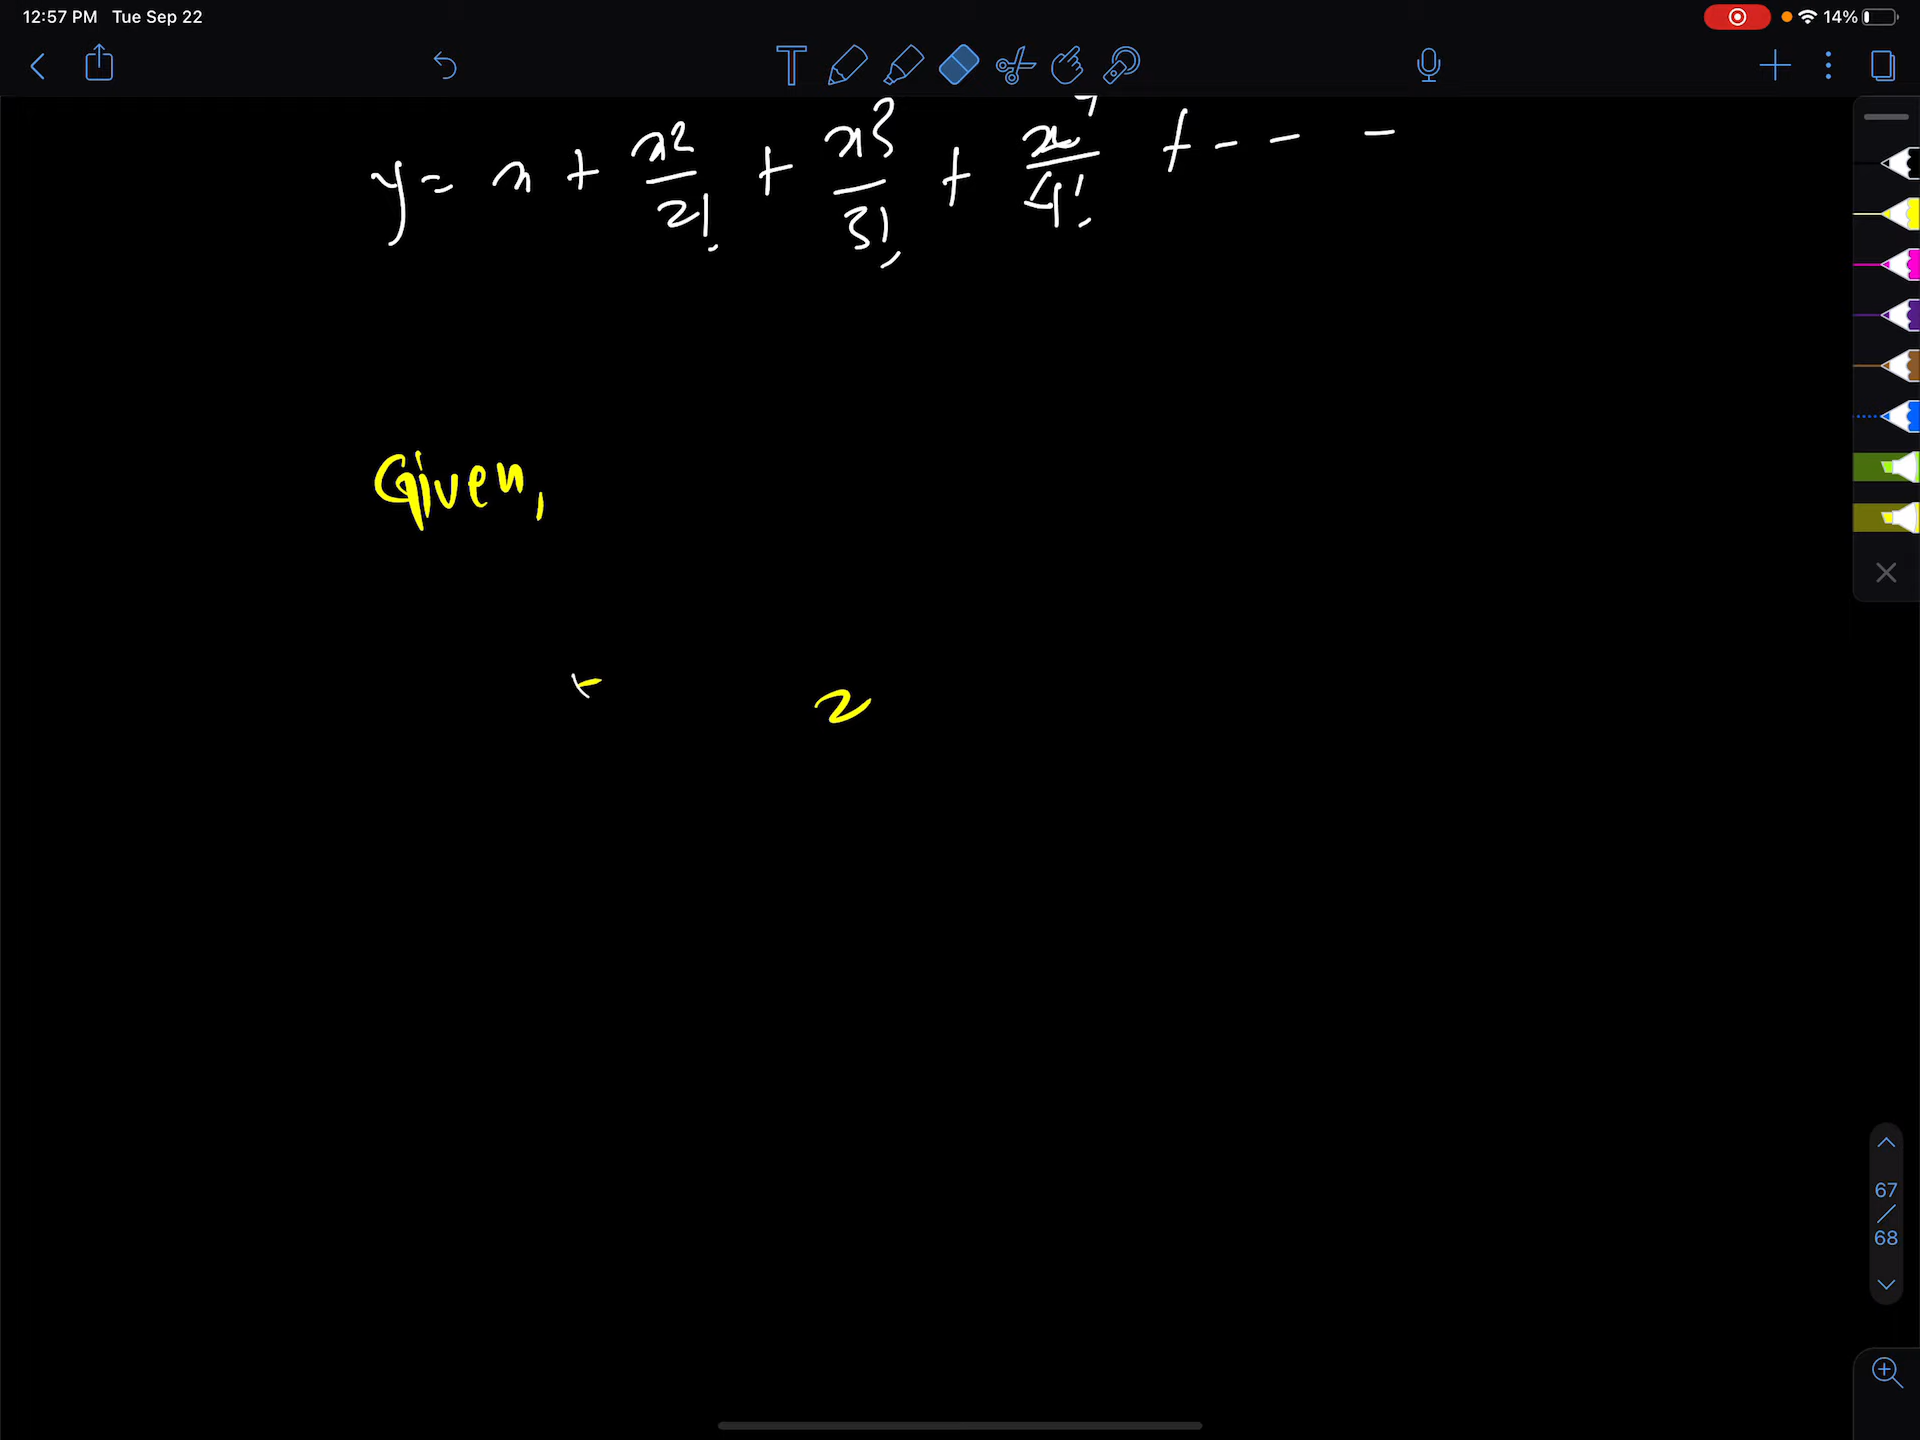 12:57 PM Tue Sep 22 14%
y = x + x²/2! + x³/3! + x⁴/4! + - - -
Given,
2
67
/
68